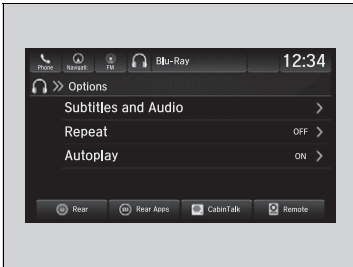 Phone Navigati: FM Blu-Ray 12:34
>> Options
Subtitles and Audio >
Repeat OFF >
Autoplay ON >
Rear Rear Apps CabinTalk Remote